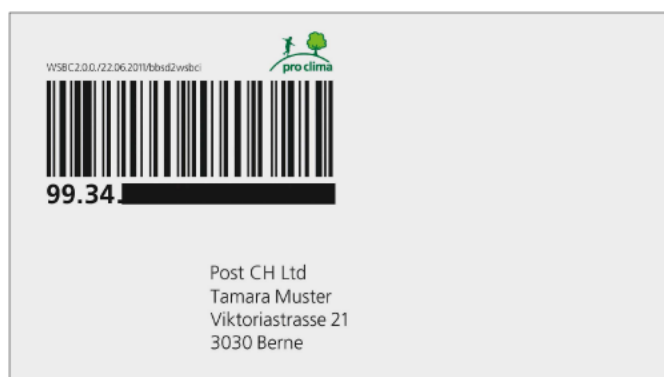 WSBC2.0.0./22.06.2011/bbsd2wsbci
pro clima
99.34.
Post CH Ltd
Tamara Muster
Viktoriastrasse 21
3030 Berne